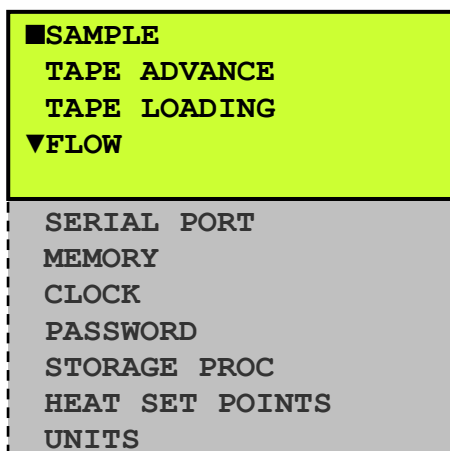 ■SAMPLE
TAPE ADVANCE
TAPE LOADING
▼FLOW
SERIAL PORT
MEMORY
CLOCK
PASSWORD
STORAGE PROC
HEAT SET POINTS
UNITS